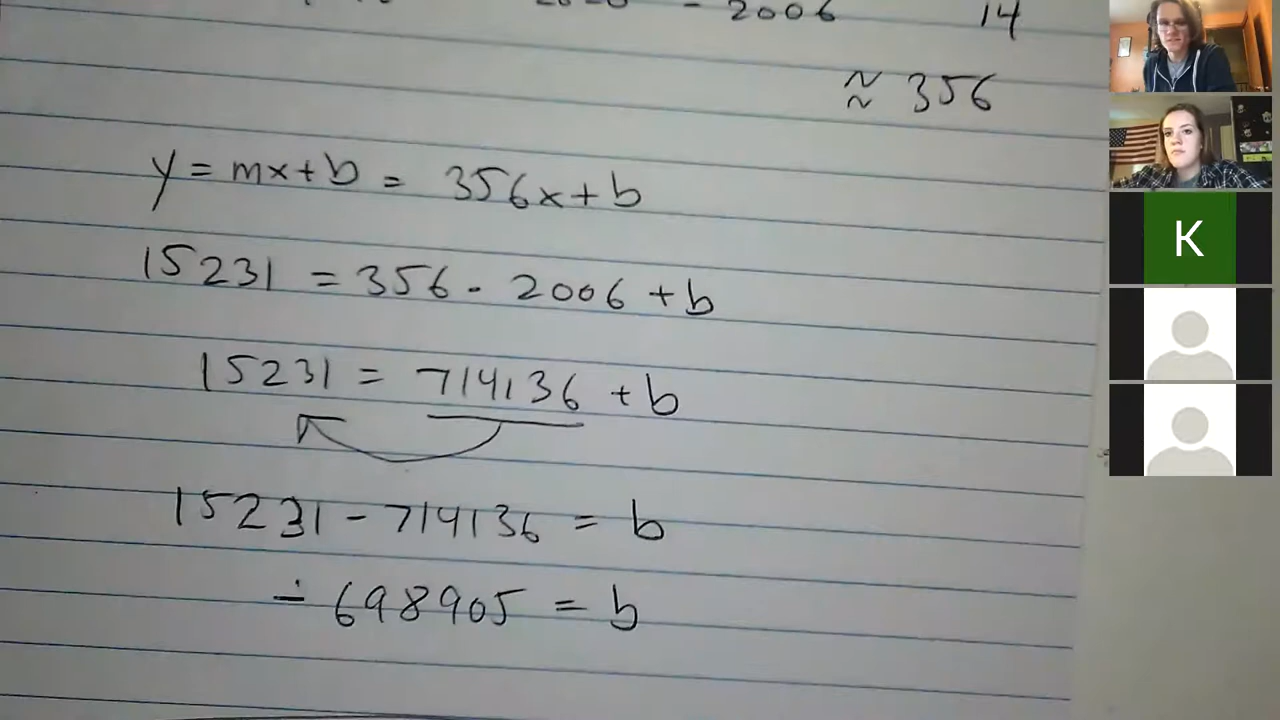 - 2006 14
≈ 356
y = mx+b = 356x+b
15231 = 356 · 2006 + b
15231 = 714136 + b
15231 - 714136 = b
- 698905 = b
K